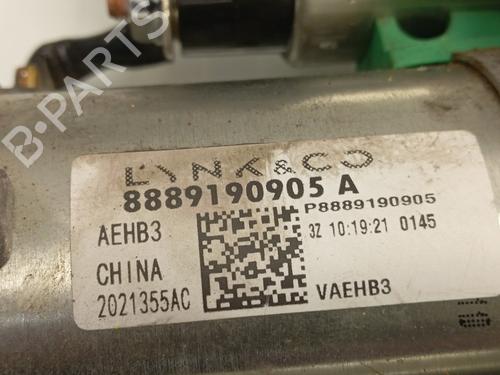 LYNK&CO
8889190905 A
P8889190905
AEHB3
3Z 10:19:21 0145
CHINA
2021355AC
VAEHB3
B-PARTS